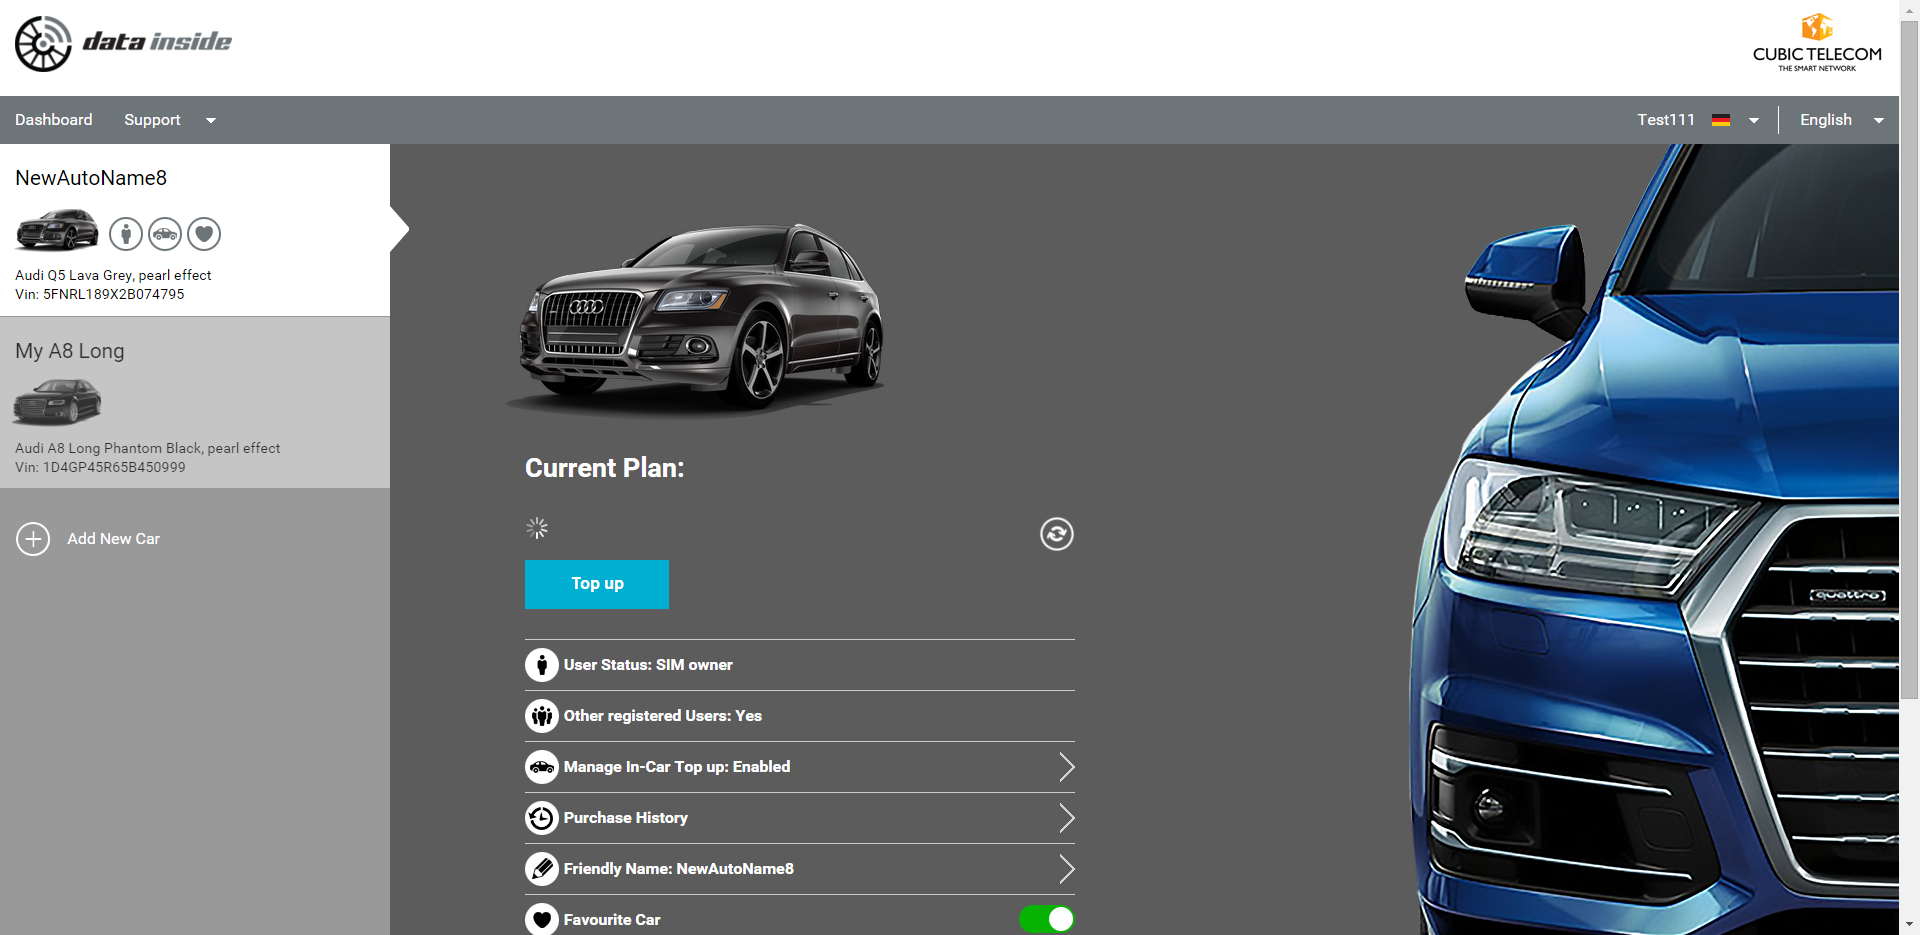 data inside
CUBIC TELECOM
THE SMART NETWORK
Dashboard
Support
Test111
English
NewAutoName8
Audi Q5 Lava Grey, pearl effect
Vin: 5FNRL189X2B074795
My A8 Long
Audi A8 Long Phantom Black, pearl effect
Vin: 1D4GP45R65B450999
Add New Car
Current Plan:
Top up
User Status: SIM owner
Other registered Users: Yes
Manage In-Car Top up: Enabled
Purchase History
Friendly Name: NewAutoName8
Favourite Car
quattro